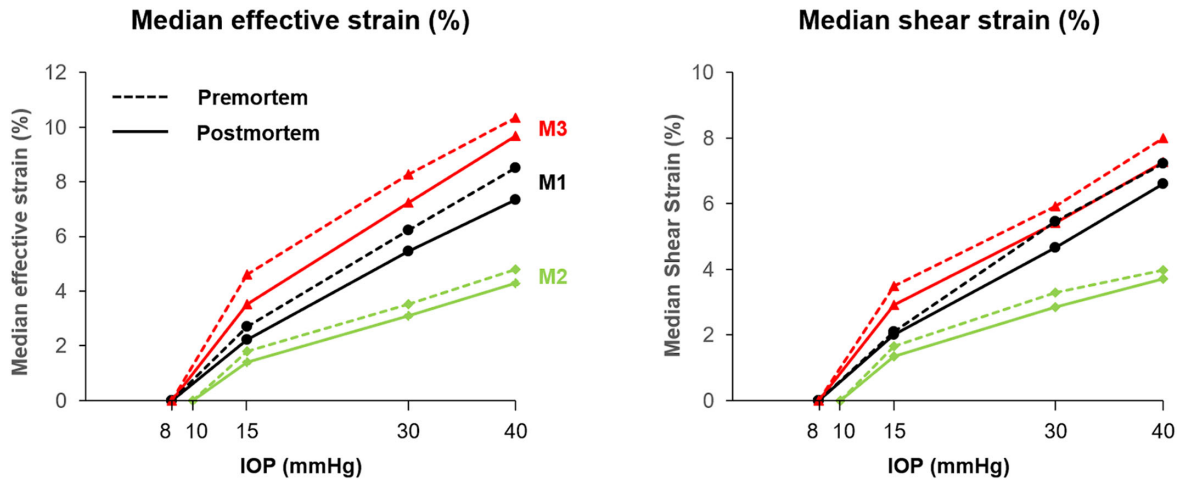 Median effective strain (%)
Median effective strain (%)
12
10
8
6
4
2
0
Premortem
Postmortem
M3
M1
M2
8 10 15 30 40
IOP (mmHg)
Median shear strain (%)
Median Shear Strain (%)
10
8
6
4
2
0
8 10 15 30 40
IOP (mmHg)